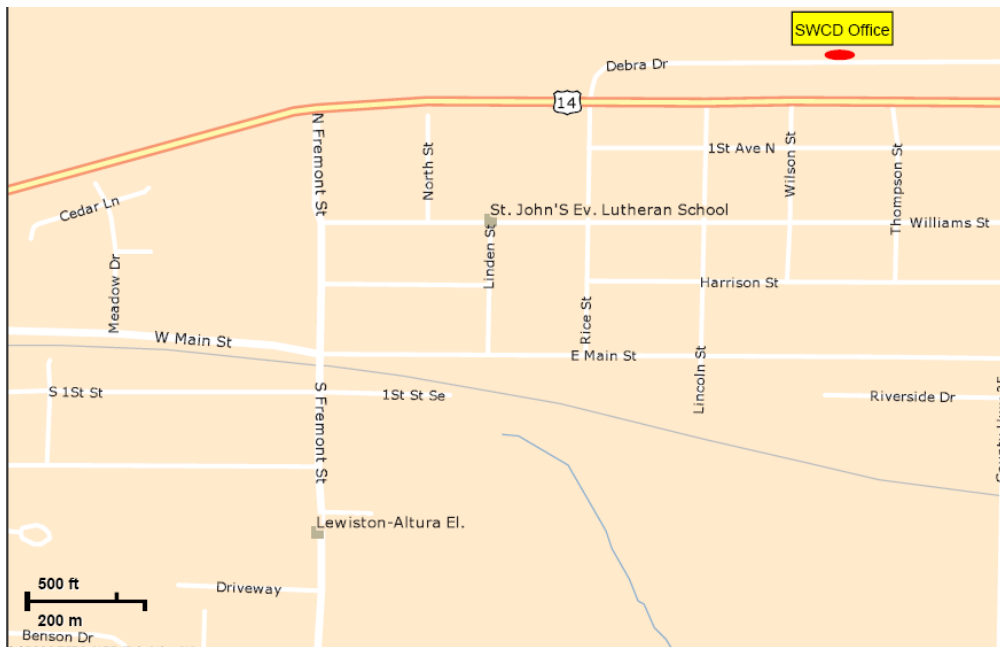 SWCD Office
Debra Dr
14
N Fremont St
North St
1St Ave N
Wilson St
Thompson St
Cedar Ln
St. John'S Ev. Lutheran School
Williams St
Linden St
Meadow Dr
Harrison St
Rice St
W Main St
E Main St
Lincoln St
S 1St St
S Fremont St
1St St Se
Riverside Dr
Lewiston-Altura El.
Driveway
500 ft
200 m
Benson Dr